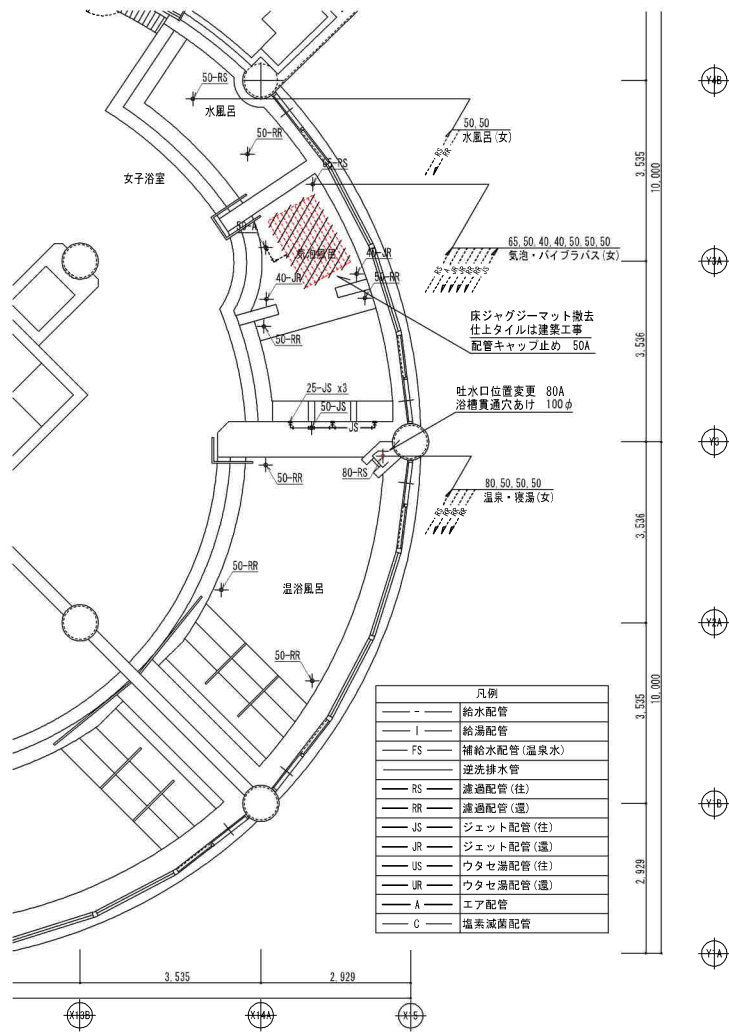 50-RS
水風呂
50-RR
女子浴室
65-RS
50-A
気泡風呂
40-JR
50-RR
40-JR
50-RR
25-JS x3
50-JS
JS
50-RR
80-RS
50-RR
温浴風呂
50-RR
50,50
水風呂(女)
RS
RR
65,50,40,40,50,50,50
気泡・バイブラバス(女)
床ジャグジーマット撤去
仕上タイルは建築工事
配管キャップ止め 50A
吐水口位置変更 80A
浴槽貫通穴あけ 100φ
80,50,50,50
温泉・寝湯(女)
凡例
給水配管
給湯配管
FS 補給水配管(温泉水)
逆洗排水管
RS 濾過配管(往)
RR 濾過配管(還)
JS ジェット配管(往)
JR ジェット配管(還)
US ウタセ湯配管(往)
UR ウタセ湯配管(還)
A エア配管
C 塩素滅菌配管
3,535
10,000
3,536
3,536
3,535
10,000
2,929
Y4B
Y3A
Y3
Y2A
Y1B
Y1A
3,535
2,929
X13B
X14A
X15